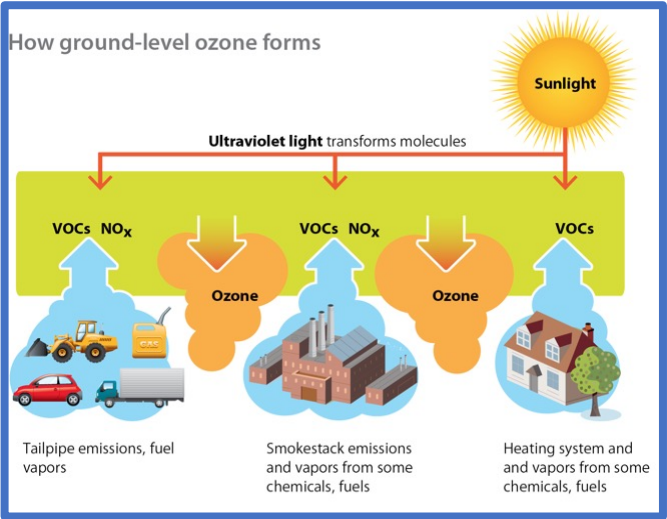 How ground-level ozone forms
Sunlight
Ultraviolet light transforms molecules
VOCs NOx
VOCs NOx
VOCs
Ozone
Ozone
GAS
Tailpipe emissions, fuel
vapors
Smokestack emissions
and vapors from some
chemicals, fuels
Heating system and
and vapors from some
chemicals, fuels